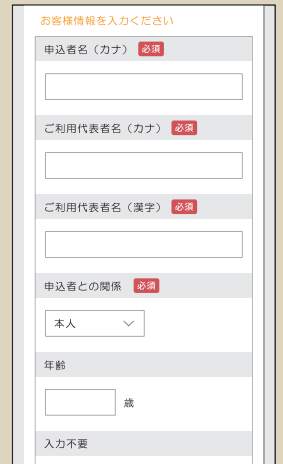 お客様情報を入力ください
申込者名（カナ） 必須
ご利用代表者名（カナ） 必須
ご利用代表者名（漢字） 必須
申込者との関係 必須
本人
年齢
歳
入力不要